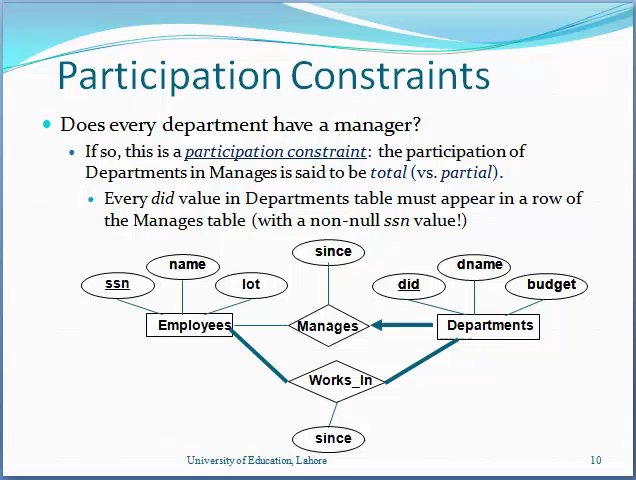 Participation Constraints
Does every department have a manager?
If so, this is a participation constraint: the participation of
Departments in Manages is said to be total (vs. partial).
Every did value in Departments table must appear in a row of
the Manages table (with a non-null ssn value!)
since
name
dname
ssn
lot
did
budget
Employees
Manages
Departments
Works_In
since
University of Education, Lahore
10